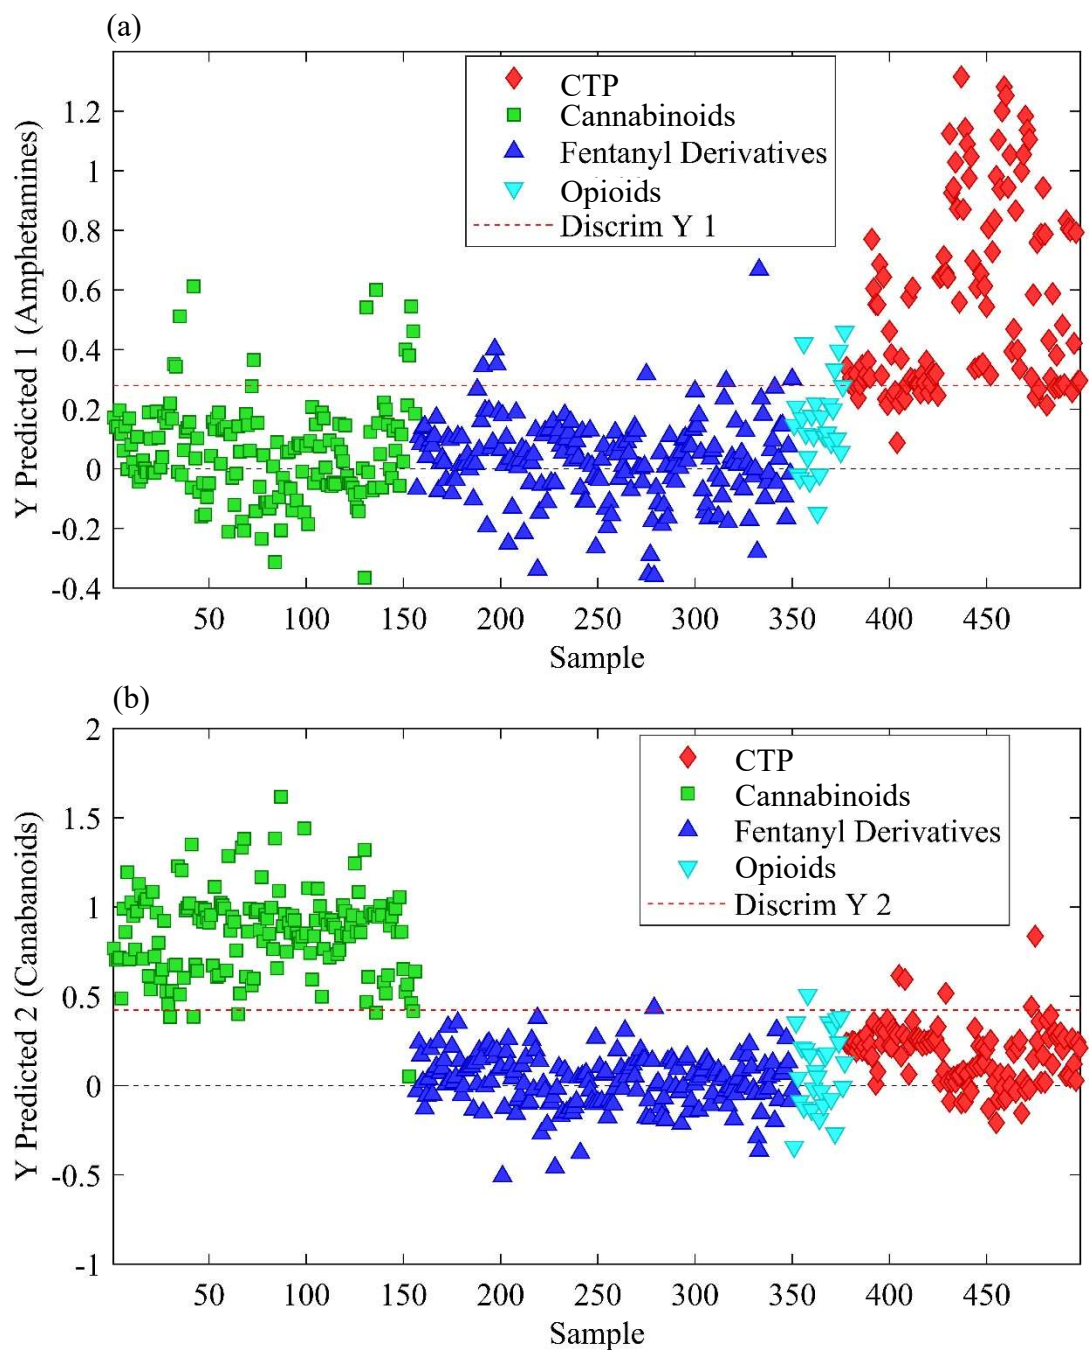 (a)
Y Predicted 1 (Amphetamines)
1.2
1
0.8
0.6
0.4
0.2
0
-0.2
-0.4
CTP
Cannabinoids
Fentanyl Derivatives
Opioids
Discrim Y 1
50 100 150 200 250 300 350 400 450
Sample
(b)
Y Predicted 2 (Canabanoids)
2
1.5
1
0.5
0
-0.5
-1
CTP
Cannabinoids
Fentanyl Derivatives
Opioids
Discrim Y 2
50 100 150 200 250 300 350 400 450
Sample